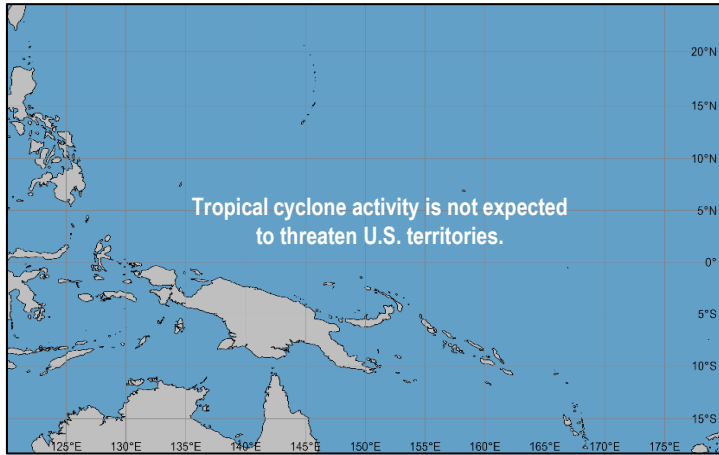 20°N
15°N
10°N
5°N
Tropical cyclone activity is not expected
to threaten U.S. territories.
0°
5°S
10°S
15°S
125°E 130°E 135°E 140°E 145°E 150°E 155°E 160°E 165°E 170°E 175°E